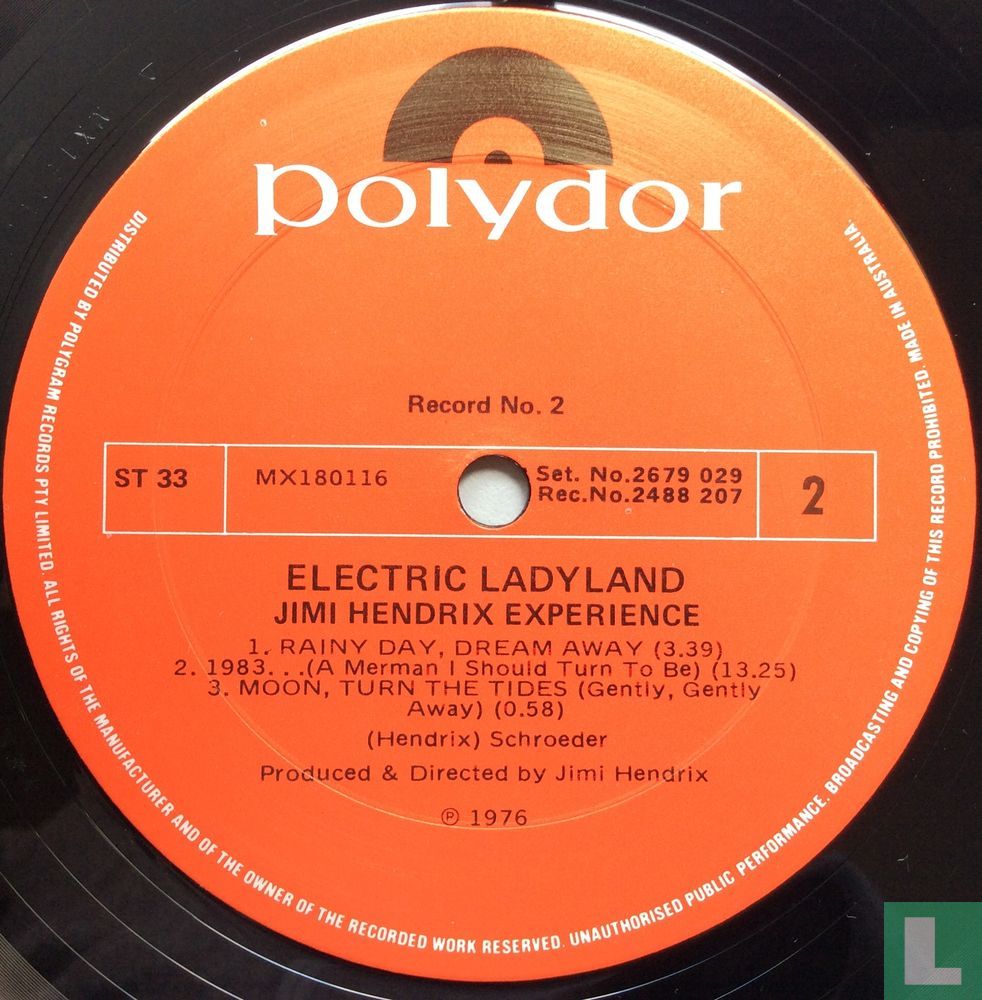 polydor
Record No. 2
ST 33
MX180116
Set. No.2679 029
Rec.No.2488 207
2
ELECTRIC LADYLAND
JIMI HENDRIX EXPERIENCE
1. RAINY DAY, DREAM AWAY (3.39)
2. 1983. . .(A Merman I Should Turn To Be) (13.25)
3. MOON, TURN THE TIDES (Gently, Gently
Away) (0.58)
(Hendrix) Schroeder
Produced & Directed by Jimi Hendrix
℗ 1976
DISTRIBUTED BY POLYGRAM RECORDS PTY LIMITED. ALL RIGHTS OF THE MANUFACTURER AND OF THE OWNER OF THE RECORDED WORK RESERVED. UNAUTHORISED PUBLIC PERFORMANCE. BROADCASTING AND COPYING OF THIS RECORD PROHIBITED. MADE IN AUSTRALIA.
L